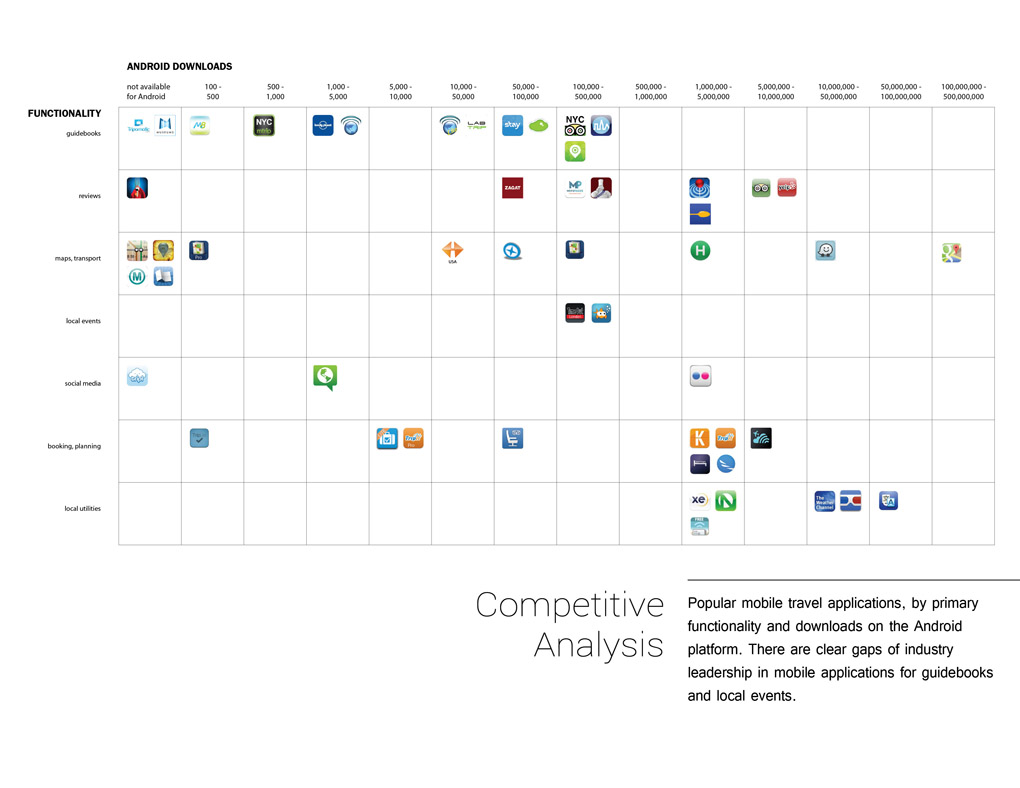 ANDROID DOWNLOADS
not available for Android
100 - 500
500 - 1,000
1,000 - 5,000
5,000 - 10,000
10,000 - 50,000
50,000 - 100,000
100,000 - 500,000
500,000 - 1,000,000
1,000,000 - 5,000,000
5,000,000 - 10,000,000
10,000,000 - 50,000,000
50,000,000 - 100,000,000
100,000,000 - 500,000,000
FUNCTIONALITY
guidebooks
MB
NYC
LAB
TRIP
stay
NYC
reviews
ZAGAT
MP
yelp
maps, transport
M
Pro
USA
H
g
local events
social media
booking, planning
Pro
K
local utilities
xe
N
FREE
The
Weather
Channel
A
Competitive
Analysis
Popular mobile travel applications, by primary
functionality and downloads on the Android
platform. There are clear gaps of industry
leadership in mobile applications for guidebooks
and local events.